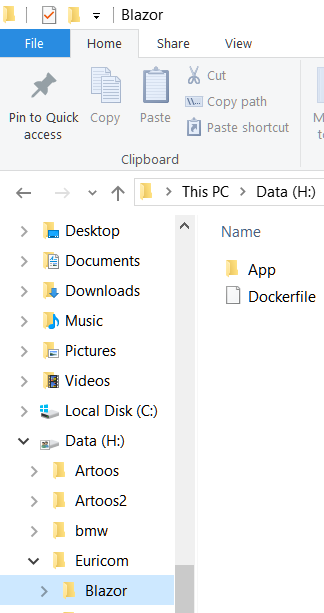 Blazor
File Home Share View
Pin to Quick access
Copy
Paste
Cut
Copy path
Paste shortcut
Clipboard
This PC > Data (H:)
Name
App
Dockerfile
Desktop
Documents
Downloads
Music
Pictures
Videos
Local Disk (C:)
Data (H:)
Artoos
Artoos2
bmw
Euricom
Blazor